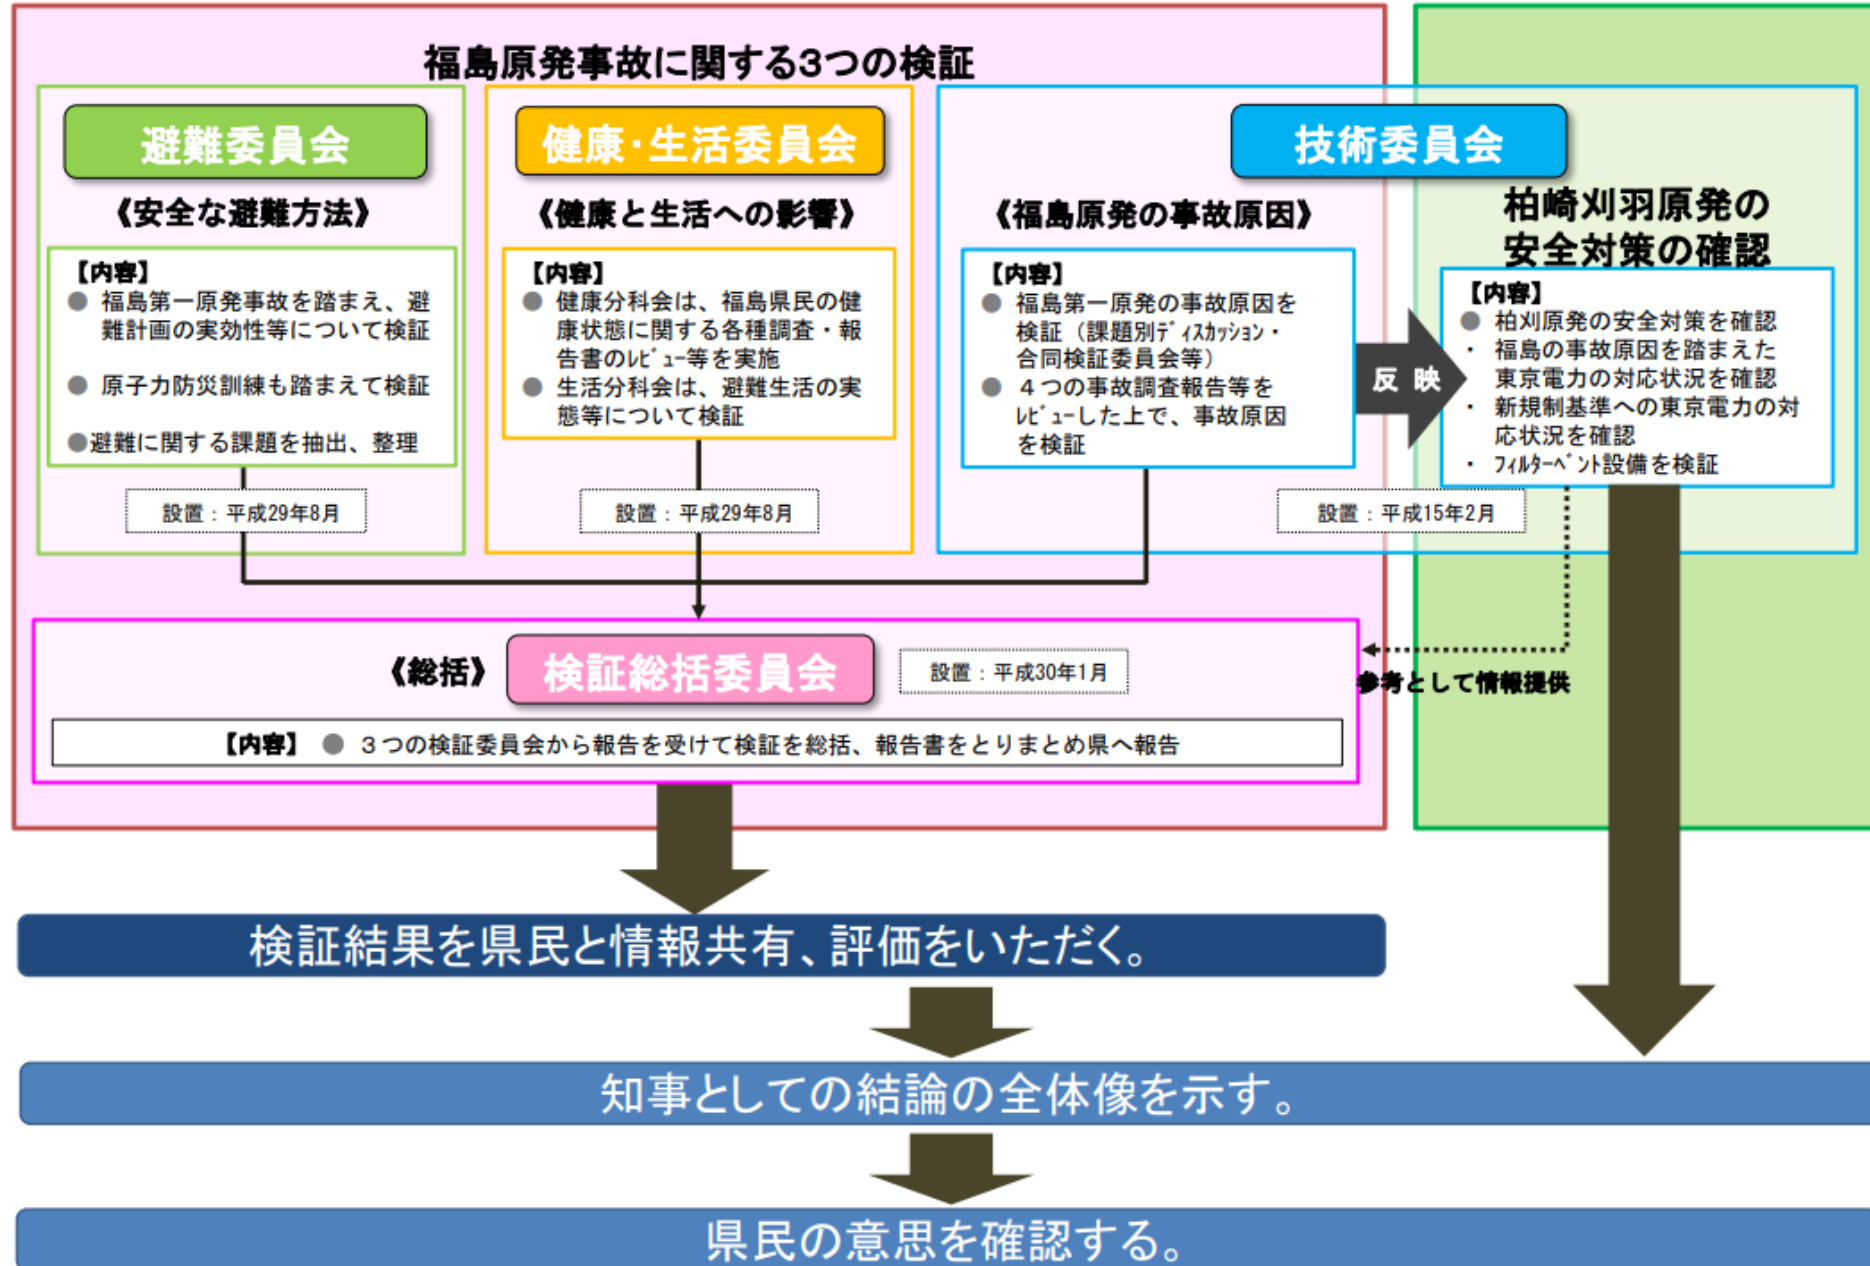 福島原発事故に関する3つの検証
避難委員会
《安全な避難方法》
【内容】
● 福島第一原発事故を踏まえ、避
難計画の実効性等について検証
● 原子力防災訓練も踏まえて検証
●避難に関する課題を抽出、整理
設置：平成29年8月
健康・生活委員会
《健康と生活への影響》
【内容】
● 健康分科会は、福島県民の健
康状態に関する各種調査・報
告書のﾚﾋﾞｭｰ等を実施
● 生活分科会は、避難生活の実
態等について検証
設置：平成29年8月
技術委員会
《福島原発の事故原因》
【内容】
● 福島第一原発の事故原因を
検証（課題別ﾃﾞｨｽｶｯｼｮﾝ・
合同検証委員会等）
● ４つの事故調査報告等を
ﾚﾋﾞｭｰした上で、事故原因
を検証
反 映
柏崎刈羽原発の
安全対策の確認
【内容】
● 柏刈原発の安全対策を確認
・ 福島の事故原因を踏まえた
東京電力の対応状況を確認
・ 新規制基準への東京電力の対
応状況を確認
・ ﾌｨﾙﾀｰﾍﾞﾝﾄ設備を検証
設置：平成15年2月
《総括》
検証総括委員会
設置：平成30年1月
参考として情報提供
【内容】 ● ３つの検証委員会から報告を受けて検証を総括、報告書をとりまとめ県へ報告
検証結果を県民と情報共有、評価をいただく。
知事としての結論の全体像を示す。
県民の意思を確認する。